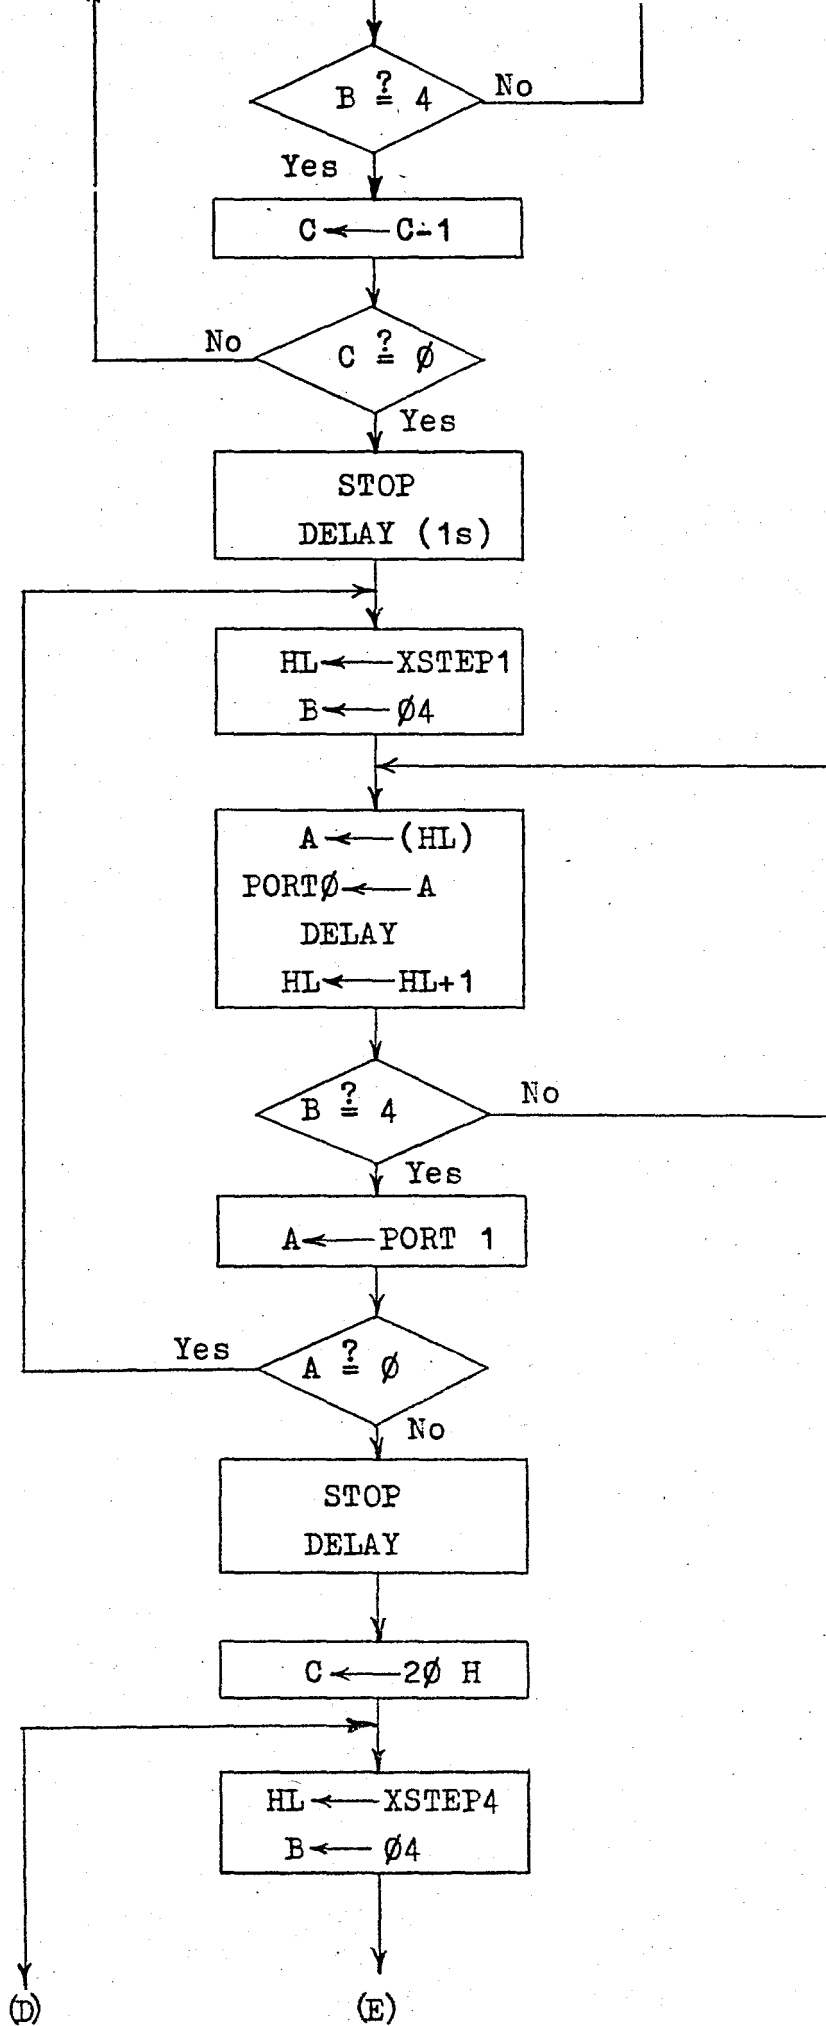 B ?= 4
No
Yes
C ← C-1
No
C ?= Ø
Yes
STOP
DELAY (1s)
HL ← XSTEP1
B ← Ø4
A ← (HL)
PORTØ ← A
DELAY
HL ← HL+1
B ?= 4
No
Yes
A ← PORT 1
Yes
A ?= Ø
No
STOP
DELAY
C ← 2Ø H
HL ← XSTEP4
B ← Ø4
(D)
(E)